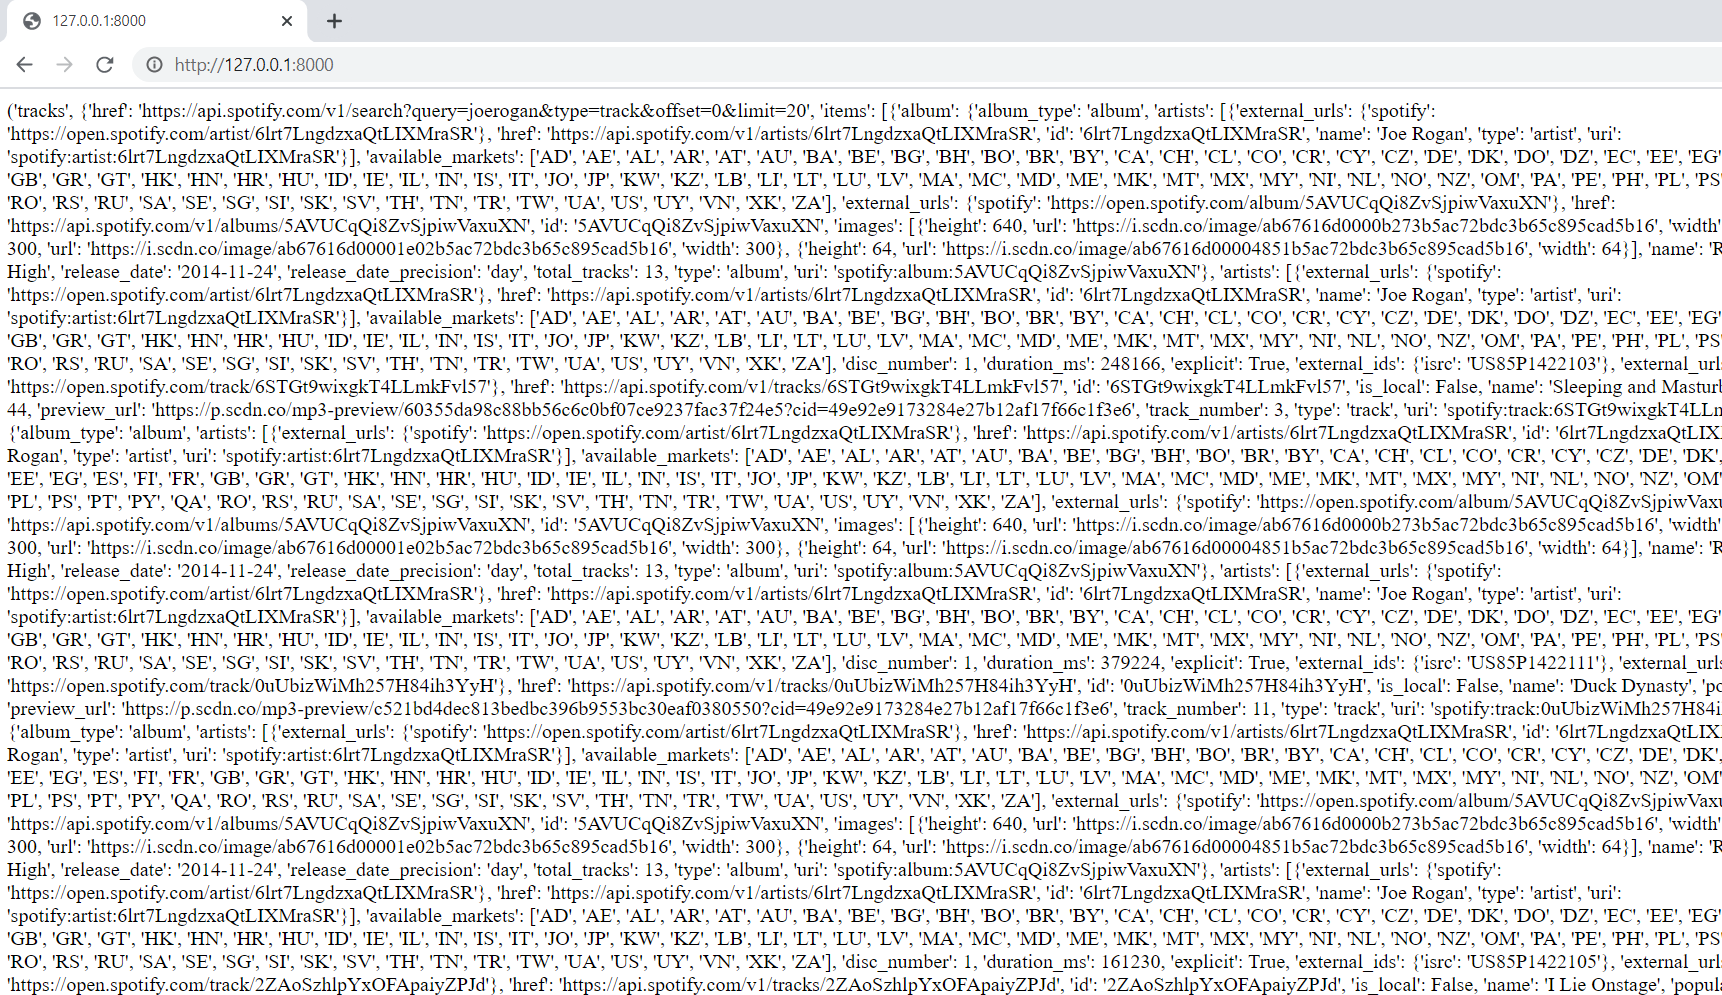 127.0.0.1:8000
http://127.0.0.1:8000
('tracks', {'href': 'https://api.spotify.com/v1/search?query=joerogan&type=track&offset=0&limit=20', 'items': [{'album': {'album_type': 'album', 'artists': [{'external_urls': {'spotify':
'https://open.spotify.com/artist/6lrt7LngdzxaQtLIXMraSR'}, 'href': 'https://api.spotify.com/v1/artists/6lrt7LngdzxaQtLIXMraSR', 'id': '6lrt7LngdzxaQtLIXMraSR', 'name': 'Joe Rogan', 'type': 'artist', 'uri':
'spotify:artist:6lrt7LngdzxaQtLIXMraSR'}], 'available_markets': ['AD', 'AE', 'AL', 'AR', 'AT', 'AU', 'BA', 'BE', 'BG', 'BH', 'BO', 'BR', 'BY', 'CA', 'CH', 'CL', 'CO', 'CR', 'CY', 'CZ', 'DE', 'DK', 'DO', 'DZ', 'EC', 'EE', 'EG'
'GB', 'GR', 'GT', 'HK', 'HN', 'HR', 'HU', 'ID', 'IE', 'IL', 'IN', 'IS', 'IT', 'JO', 'JP', 'KW', 'KZ', 'LB', 'LI', 'LT', 'LU', 'LV', 'MA', 'MC', 'MD', 'ME', 'MK', 'MT', 'MX', 'MY', 'NI', 'NL', 'NO', 'NZ', 'OM', 'PA', 'PE', 'PH', 'PL', 'PS'
'RO', 'RS', 'RU', 'SA', 'SE', 'SG', 'SI', 'SK', 'SV', 'TH', 'TN', 'TR', 'TW', 'UA', 'US', 'UY', 'VN', 'XK', 'ZA'], 'external_urls': {'spotify': 'https://open.spotify.com/album/5AVUCqQi8ZvSjpiwVaxuXN'}, 'href':
'https://api.spotify.com/v1/albums/5AVUCqQi8ZvSjpiwVaxuXN', 'id': '5AVUCqQi8ZvSjpiwVaxuXN', 'images': [{'height': 640, 'url': 'https://i.scdn.co/image/ab67616d0000b273b5ac72bdc3b65c895cad5b16', 'width'
300, 'url': 'https://i.scdn.co/image/ab67616d00001e02b5ac72bdc3b65c895cad5b16', 'width': 300}, {'height': 64, 'url': 'https://i.scdn.co/image/ab67616d00004851b5ac72bdc3b65c895cad5b16', 'width': 64}], 'name': 'R
High', 'release_date': '2014-11-24', 'release_date_precision': 'day', 'total_tracks': 13, 'type': 'album', 'uri': 'spotify:album:5AVUCqQi8ZvSjpiwVaxuXN'}, 'artists': [{'external_urls': {'spotify':
'https://open.spotify.com/artist/6lrt7LngdzxaQtLIXMraSR'}, 'href': 'https://api.spotify.com/v1/artists/6lrt7LngdzxaQtLIXMraSR', 'id': '6lrt7LngdzxaQtLIXMraSR', 'name': 'Joe Rogan', 'type': 'artist', 'uri':
'spotify:artist:6lrt7LngdzxaQtLIXMraSR'}], 'available_markets': ['AD', 'AE', 'AL', 'AR', 'AT', 'AU', 'BA', 'BE', 'BG', 'BH', 'BO', 'BR', 'BY', 'CA', 'CH', 'CL', 'CO', 'CR', 'CY', 'CZ', 'DE', 'DK', 'DO', 'DZ', 'EC', 'EE', 'EG'
'GB', 'GR', 'GT', 'HK', 'HN', 'HR', 'HU', 'ID', 'IE', 'IL', 'IN', 'IS', 'IT', 'JO', 'JP', 'KW', 'KZ', 'LB', 'LI', 'LT', 'LU', 'LV', 'MA', 'MC', 'MD', 'ME', 'MK', 'MT', 'MX', 'MY', 'NI', 'NL', 'NO', 'NZ', 'OM', 'PA', 'PE', 'PH', 'PL', 'PS'
'RO', 'RS', 'RU', 'SA', 'SE', 'SG', 'SI', 'SK', 'SV', 'TH', 'TN', 'TR', 'TW', 'UA', 'US', 'UY', 'VN', 'XK', 'ZA'], 'disc_number': 1, 'duration_ms': 248166, 'explicit': True, 'external_ids': {'isrc': 'US85P1422103'}, 'external_urls
'https://open.spotify.com/track/6STGt9wixgkT4LLmkFvl57'}, 'href': 'https://api.spotify.com/v1/tracks/6STGt9wixgkT4LLmkFvl57', 'id': '6STGt9wixgkT4LLmkFvl57', 'is_local': False, 'name': 'Sleeping and Masturb
44, 'preview_url': 'https://p.scdn.co/mp3-preview/60355da98c88bb56c6c0bf07ce9237fac37f24e5?cid=49e92e9173284e27b12af17f66c1f3e6', 'track_number': 3, 'type': 'track', 'uri': 'spotify:track:6STGt9wixgkT4LLm
{'album_type': 'album', 'artists': [{'external_urls': {'spotify': 'https://open.spotify.com/artist/6lrt7LngdzxaQtLIXMraSR'}, 'href': 'https://api.spotify.com/v1/artists/6lrt7LngdzxaQtLIXMraSR', 'id': '6lrt7LngdzxaQtLIX
Rogan', 'type': 'artist', 'uri': 'spotify:artist:6lrt7LngdzxaQtLIXMraSR'}], 'available_markets': ['AD', 'AE', 'AL', 'AR', 'AT', 'AU', 'BA', 'BE', 'BG', 'BH', 'BO', 'BR', 'BY', 'CA', 'CH', 'CL', 'CO', 'CR', 'CY', 'CZ', 'DE', 'DK',
'EE', 'EG', 'ES', 'FI', 'FR', 'GB', 'GR', 'GT', 'HK', 'HN', 'HR', 'HU', 'ID', 'IE', 'IL', 'IN', 'IS', 'IT', 'JO', 'JP', 'KW', 'KZ', 'LB', 'LI', 'LT', 'LU', 'LV', 'MA', 'MC', 'MD', 'ME', 'MK', 'MT', 'MX', 'MY', 'NI', 'NL', 'NO', 'NZ', 'OM'
'PL', 'PS', 'PT', 'PY', 'QA', 'RO', 'RS', 'RU', 'SA', 'SE', 'SG', 'SI', 'SK', 'SV', 'TH', 'TN', 'TR', 'TW', 'UA', 'US', 'UY', 'VN', 'XK', 'ZA'], 'external_urls': {'spotify': 'https://open.spotify.com/album/5AVUCqQi8ZvSjpiwVaxu
'https://api.spotify.com/v1/albums/5AVUCqQi8ZvSjpiwVaxuXN', 'id': '5AVUCqQi8ZvSjpiwVaxuXN', 'images': [{'height': 640, 'url': 'https://i.scdn.co/image/ab67616d0000b273b5ac72bdc3b65c895cad5b16', 'width'
300, 'url': 'https://i.scdn.co/image/ab67616d00001e02b5ac72bdc3b65c895cad5b16', 'width': 300}, {'height': 64, 'url': 'https://i.scdn.co/image/ab67616d00004851b5ac72bdc3b65c895cad5b16', 'width': 64}], 'name': 'R
High', 'release_date': '2014-11-24', 'release_date_precision': 'day', 'total_tracks': 13, 'type': 'album', 'uri': 'spotify:album:5AVUCqQi8ZvSjpiwVaxuXN'}, 'artists': [{'external_urls': {'spotify':
'https://open.spotify.com/artist/6lrt7LngdzxaQtLIXMraSR'}, 'href': 'https://api.spotify.com/v1/artists/6lrt7LngdzxaQtLIXMraSR', 'id': '6lrt7LngdzxaQtLIXMraSR', 'name': 'Joe Rogan', 'type': 'artist', 'uri':
'spotify:artist:6lrt7LngdzxaQtLIXMraSR'}], 'available_markets': ['AD', 'AE', 'AL', 'AR', 'AT', 'AU', 'BA', 'BE', 'BG', 'BH', 'BO', 'BR', 'BY', 'CA', 'CH', 'CL', 'CO', 'CR', 'CY', 'CZ', 'DE', 'DK', 'DO', 'DZ', 'EC', 'EE', 'EG'
'GB', 'GR', 'GT', 'HK', 'HN', 'HR', 'HU', 'ID', 'IE', 'IL', 'IN', 'IS', 'IT', 'JO', 'JP', 'KW', 'KZ', 'LB', 'LI', 'LT', 'LU', 'LV', 'MA', 'MC', 'MD', 'ME', 'MK', 'MT', 'MX', 'MY', 'NI', 'NL', 'NO', 'NZ', 'OM', 'PA', 'PE', 'PH', 'PL', 'PS'
'RO', 'RS', 'RU', 'SA', 'SE', 'SG', 'SI', 'SK', 'SV', 'TH', 'TN', 'TR', 'TW', 'UA', 'US', 'UY', 'VN', 'XK', 'ZA'], 'disc_number': 1, 'duration_ms': 379224, 'explicit': True, 'external_ids': {'isrc': 'US85P1422111'}, 'external_urls
'https://open.spotify.com/track/0uUbizWiMh257H84ih3YyH'}, 'href': 'https://api.spotify.com/v1/tracks/0uUbizWiMh257H84ih3YyH', 'id': '0uUbizWiMh257H84ih3YyH', 'is_local': False, 'name': 'Duck Dynasty', 'po
'preview_url': 'https://p.scdn.co/mp3-preview/c521bd4dec813bedbc396b9553bc30eaf0380550?cid=49e92e9173284e27b12af17f66c1f3e6', 'track_number': 11, 'type': 'track', 'uri': 'spotify:track:0uUbizWiMh257H84i
{'album_type': 'album', 'artists': [{'external_urls': {'spotify': 'https://open.spotify.com/artist/6lrt7LngdzxaQtLIXMraSR'}, 'href': 'https://api.spotify.com/v1/artists/6lrt7LngdzxaQtLIXMraSR', 'id': '6lrt7LngdzxaQtLIX
Rogan', 'type': 'artist', 'uri': 'spotify:artist:6lrt7LngdzxaQtLIXMraSR'}], 'available_markets': ['AD', 'AE', 'AL', 'AR', 'AT', 'AU', 'BA', 'BE', 'BG', 'BH', 'BO', 'BR', 'BY', 'CA', 'CH', 'CL', 'CO', 'CR', 'CY', 'CZ', 'DE', 'DK',
'EE', 'EG', 'ES', 'FI', 'FR', 'GB', 'GR', 'GT', 'HK', 'HN', 'HR', 'HU', 'ID', 'IE', 'IL', 'IN', 'IS', 'IT', 'JO', 'JP', 'KW', 'KZ', 'LB', 'LI', 'LT', 'LU', 'LV', 'MA', 'MC', 'MD', 'ME', 'MK', 'MT', 'MX', 'MY', 'NI', 'NL', 'NO', 'NZ', 'OM'
'PL', 'PS', 'PT', 'PY', 'QA', 'RO', 'RS', 'RU', 'SA', 'SE', 'SG', 'SI', 'SK', 'SV', 'TH', 'TN', 'TR', 'TW', 'UA', 'US', 'UY', 'VN', 'XK', 'ZA'], 'external_urls': {'spotify': 'https://open.spotify.com/album/5AVUCqQi8ZvSjpiwVaxu
'https://api.spotify.com/v1/albums/5AVUCqQi8ZvSjpiwVaxuXN', 'id': '5AVUCqQi8ZvSjpiwVaxuXN', 'images': [{'height': 640, 'url': 'https://i.scdn.co/image/ab67616d0000b273b5ac72bdc3b65c895cad5b16', 'width'
300, 'url': 'https://i.scdn.co/image/ab67616d00001e02b5ac72bdc3b65c895cad5b16', 'width': 300}, {'height': 64, 'url': 'https://i.scdn.co/image/ab67616d00004851b5ac72bdc3b65c895cad5b16', 'width': 64}], 'name': 'R
High', 'release_date': '2014-11-24', 'release_date_precision': 'day', 'total_tracks': 13, 'type': 'album', 'uri': 'spotify:album:5AVUCqQi8ZvSjpiwVaxuXN'}, 'artists': [{'external_urls': {'spotify':
'https://open.spotify.com/artist/6lrt7LngdzxaQtLIXMraSR'}, 'href': 'https://api.spotify.com/v1/artists/6lrt7LngdzxaQtLIXMraSR', 'id': '6lrt7LngdzxaQtLIXMraSR', 'name': 'Joe Rogan', 'type': 'artist', 'uri':
'spotify:artist:6lrt7LngdzxaQtLIXMraSR'}], 'available_markets': ['AD', 'AE', 'AL', 'AR', 'AT', 'AU', 'BA', 'BE', 'BG', 'BH', 'BO', 'BR', 'BY', 'CA', 'CH', 'CL', 'CO', 'CR', 'CY', 'CZ', 'DE', 'DK', 'DO', 'DZ', 'EC', 'EE', 'EG'
'GB', 'GR', 'GT', 'HK', 'HN', 'HR', 'HU', 'ID', 'IE', 'IL', 'IN', 'IS', 'IT', 'JO', 'JP', 'KW', 'KZ', 'LB', 'LI', 'LT', 'LU', 'LV', 'MA', 'MC', 'MD', 'ME', 'MK', 'MT', 'MX', 'MY', 'NI', 'NL', 'NO', 'NZ', 'OM', 'PA', 'PE', 'PH', 'PL', 'PS'
'RO', 'RS', 'RU', 'SA', 'SE', 'SG', 'SI', 'SK', 'SV', 'TH', 'TN', 'TR', 'TW', 'UA', 'US', 'UY', 'VN', 'XK', 'ZA'], 'disc_number': 1, 'duration_ms': 161230, 'explicit': True, 'external_ids': {'isrc': 'US85P1422105'}, 'external_urls
'https://open.spotify.com/track/2ZAoSzhlpYxOFApaiyZPJd'}, 'href': 'https://api.spotify.com/v1/tracks/2ZAoSzhlpYxOFApaiyZPJd', 'id': '2ZAoSzhlpYxOFApaiyZPJd', 'is_local': False, 'name': 'I Lie Onstage', 'popula